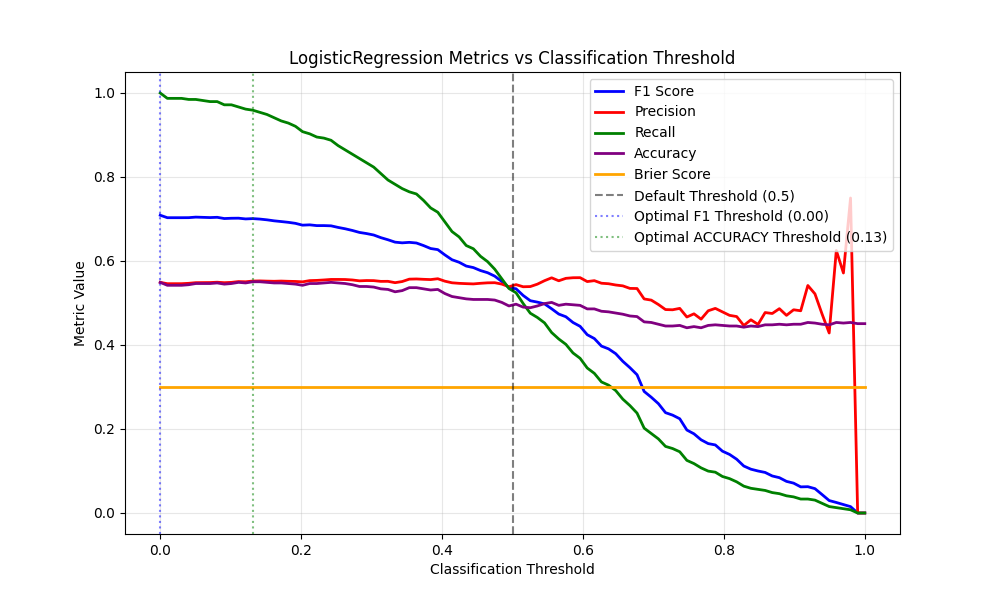 LogisticRegression Metrics vs Classification Threshold
F1 Score
Precision
Recall
Accuracy
Brier Score
Default Threshold (0.5)
Optimal F1 Threshold (0.00)
Optimal ACCURACY Threshold (0.13)
Metric Value
1.0
0.8
0.6
0.4
0.2
0.0
0.0 0.2 0.4 0.6 0.8 1.0
Classification Threshold